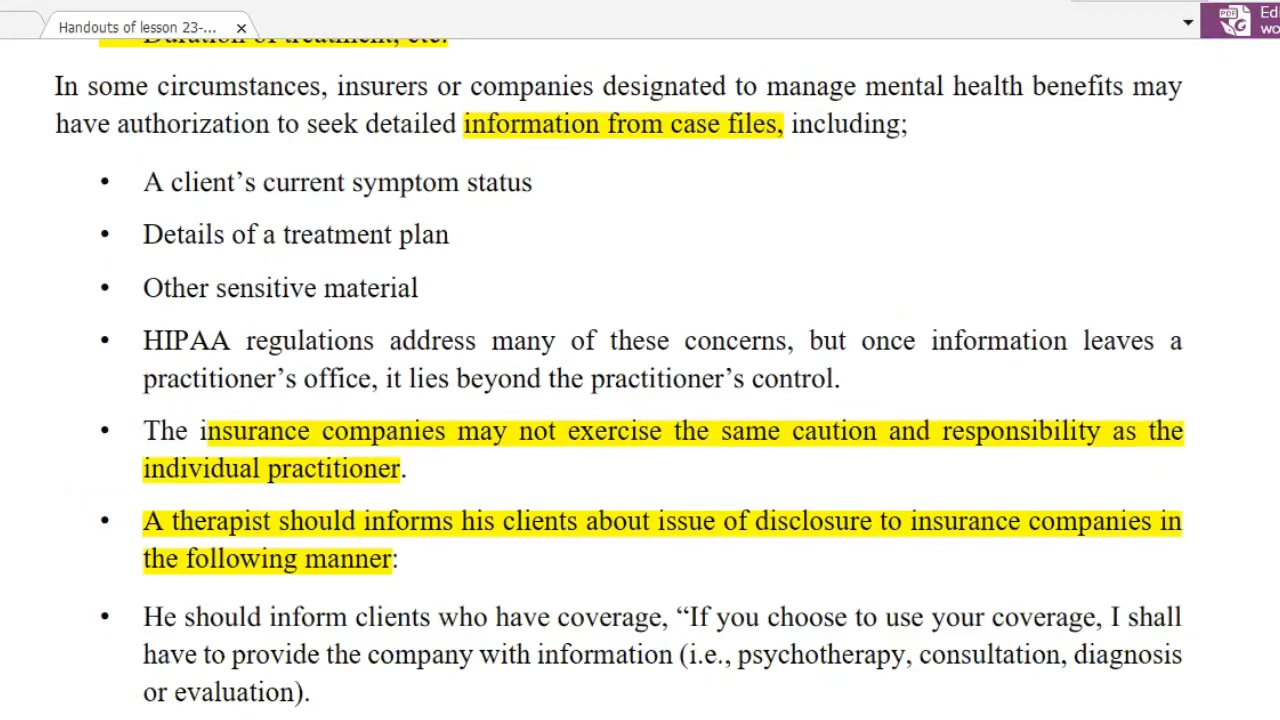 Handouts of lesson 23-...
Duration of treatment, etc.
In some circumstances, insurers or companies designated to manage mental health benefits may
have authorization to seek detailed information from case files, including;
• A client’s current symptom status
• Details of a treatment plan
• Other sensitive material
• HIPAA regulations address many of these concerns, but once information leaves a
practitioner’s office, it lies beyond the practitioner’s control.
• The insurance companies may not exercise the same caution and responsibility as the
individual practitioner.
• A therapist should informs his clients about issue of disclosure to insurance companies in
the following manner:
• He should inform clients who have coverage, “If you choose to use your coverage, I shall
have to provide the company with information (i.e., psychotherapy, consultation, diagnosis
or evaluation).